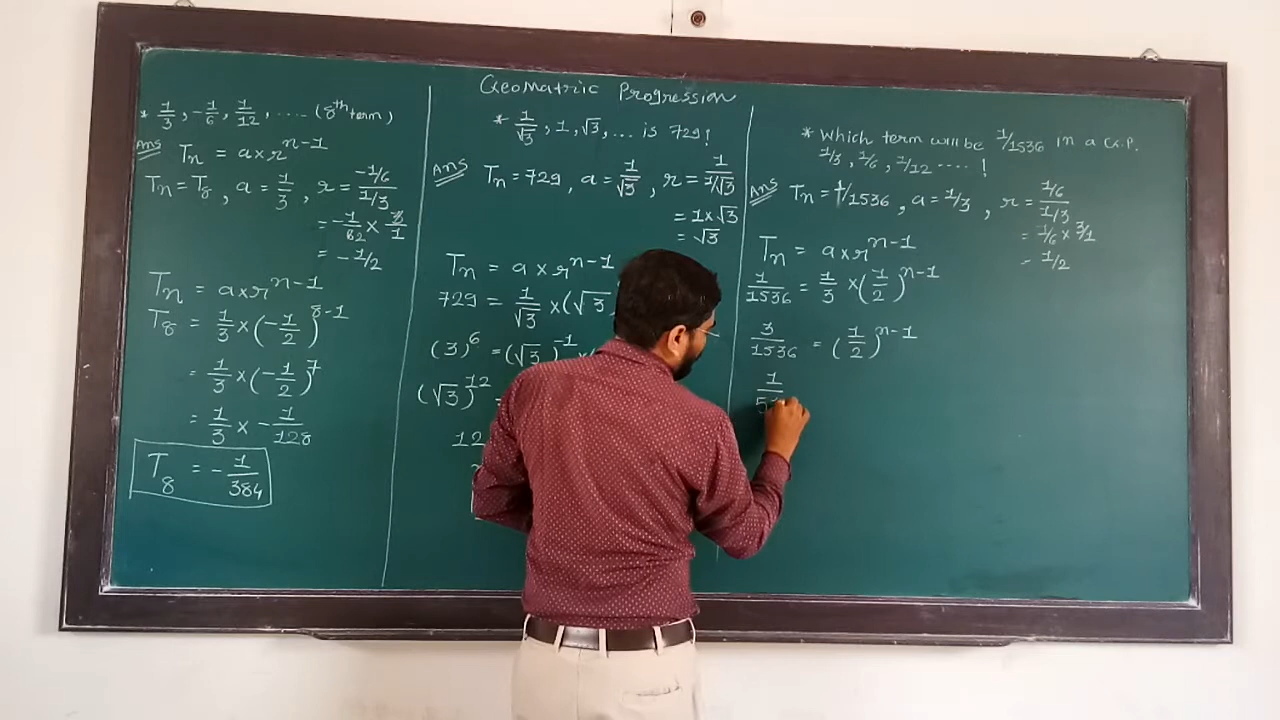 Geomatric Progression
* 1/3, -1/6, 1/12, .... (8th term)
Ans Tn = a×r^(n-1)
Tn = T8, a = 1/3, r = (-1/6)/(1/3)
= -1/62 × 3/1
= -1/2
Tn = a×r^(n-1)
T8 = 1/3 × (-1/2)^(8-1)
= 1/3 × (-1/2)^7
= 1/3 × -1/128
T8 = -1/384
* 1/√3, 1, √3, ... is 729!
Ans Tn = 729, a = 1/√3, r = 1/(1/√3)
= 1×√3
= √3
Tn = a×r^(n-1)
729 = 1/√3 × (√3
(3)^6 = (√3)^-1
(√3)^12 =
12
* Which term will be 1/1536 in a G.P.
1/3, 1/6, 1/12 ....!
Ans Tn = 1/1536, a = 1/3, r = (1/6)/(1/3)
= 1/6 × 3/1
= 1/2
Tn = a×r^(n-1)
1/1536 = 1/3 × (1/2)^(n-1)
3/1536 = (1/2)^(n-1)
1/5